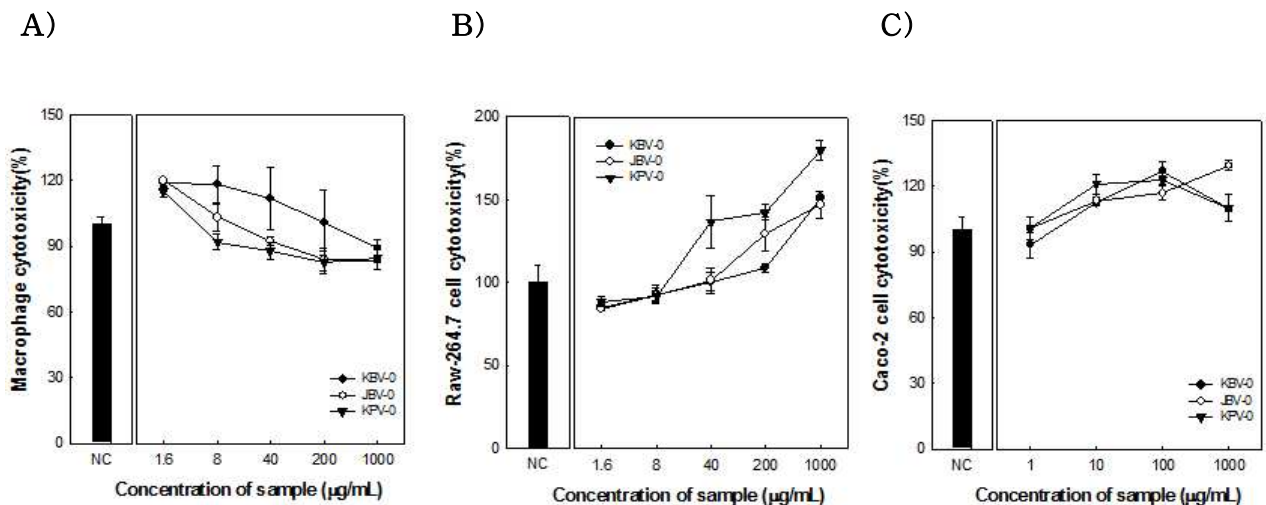 A)
B)
C)
Macrophage cytotoxicity(%)
150
120
90
60
30
0
NC
1.6
8
40
200
1000
KBV-0
JBV-0
KPV-0
Concentration of sample (μg/mL)
Raw-264.7 cell cytotoxicity(%)
200
150
100
50
0
KBV-0
JBV-0
KPV-0
NC
1.6
8
40
200
1000
Concentration of sample (μg/mL)
Caco-2 cell cytotoxicity(%)
150
120
90
60
30
0
KBV-0
JBV-0
KPV-0
NC
1
10
100
1000
Concentration of sample (μg/mL)